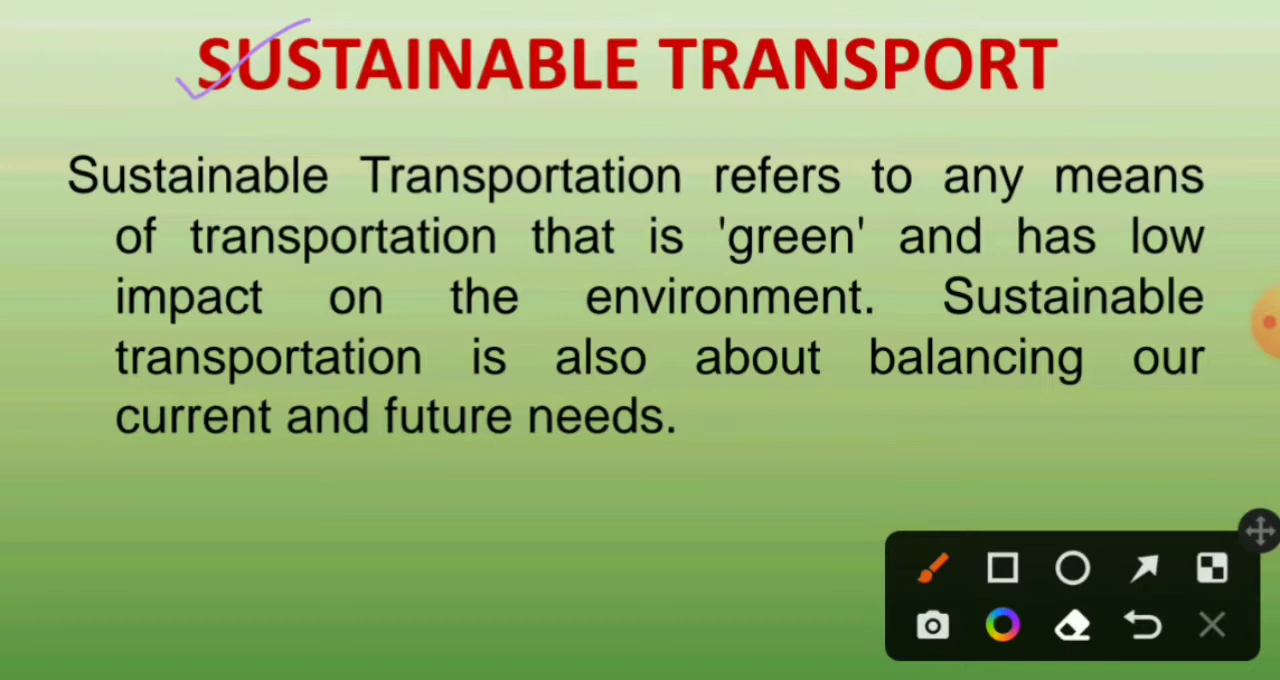 SUSTAINABLE TRANSPORT
Sustainable Transportation refers to any means
of transportation that is 'green' and has low
impact on the environment. Sustainable
transportation is also about balancing our
current and future needs.